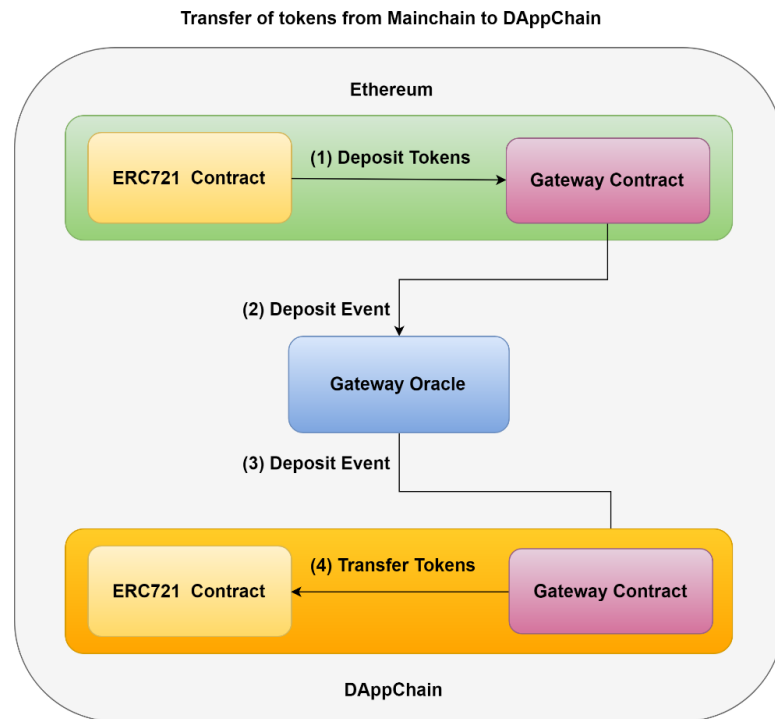 Transfer of tokens from Mainchain to DAppChain
Ethereum
ERC721 Contract
(1) Deposit Tokens
Gateway Contract
(2) Deposit Event
Gateway Oracle
(3) Deposit Event
ERC721 Contract
(4) Transfer Tokens
Gateway Contract
DAppChain